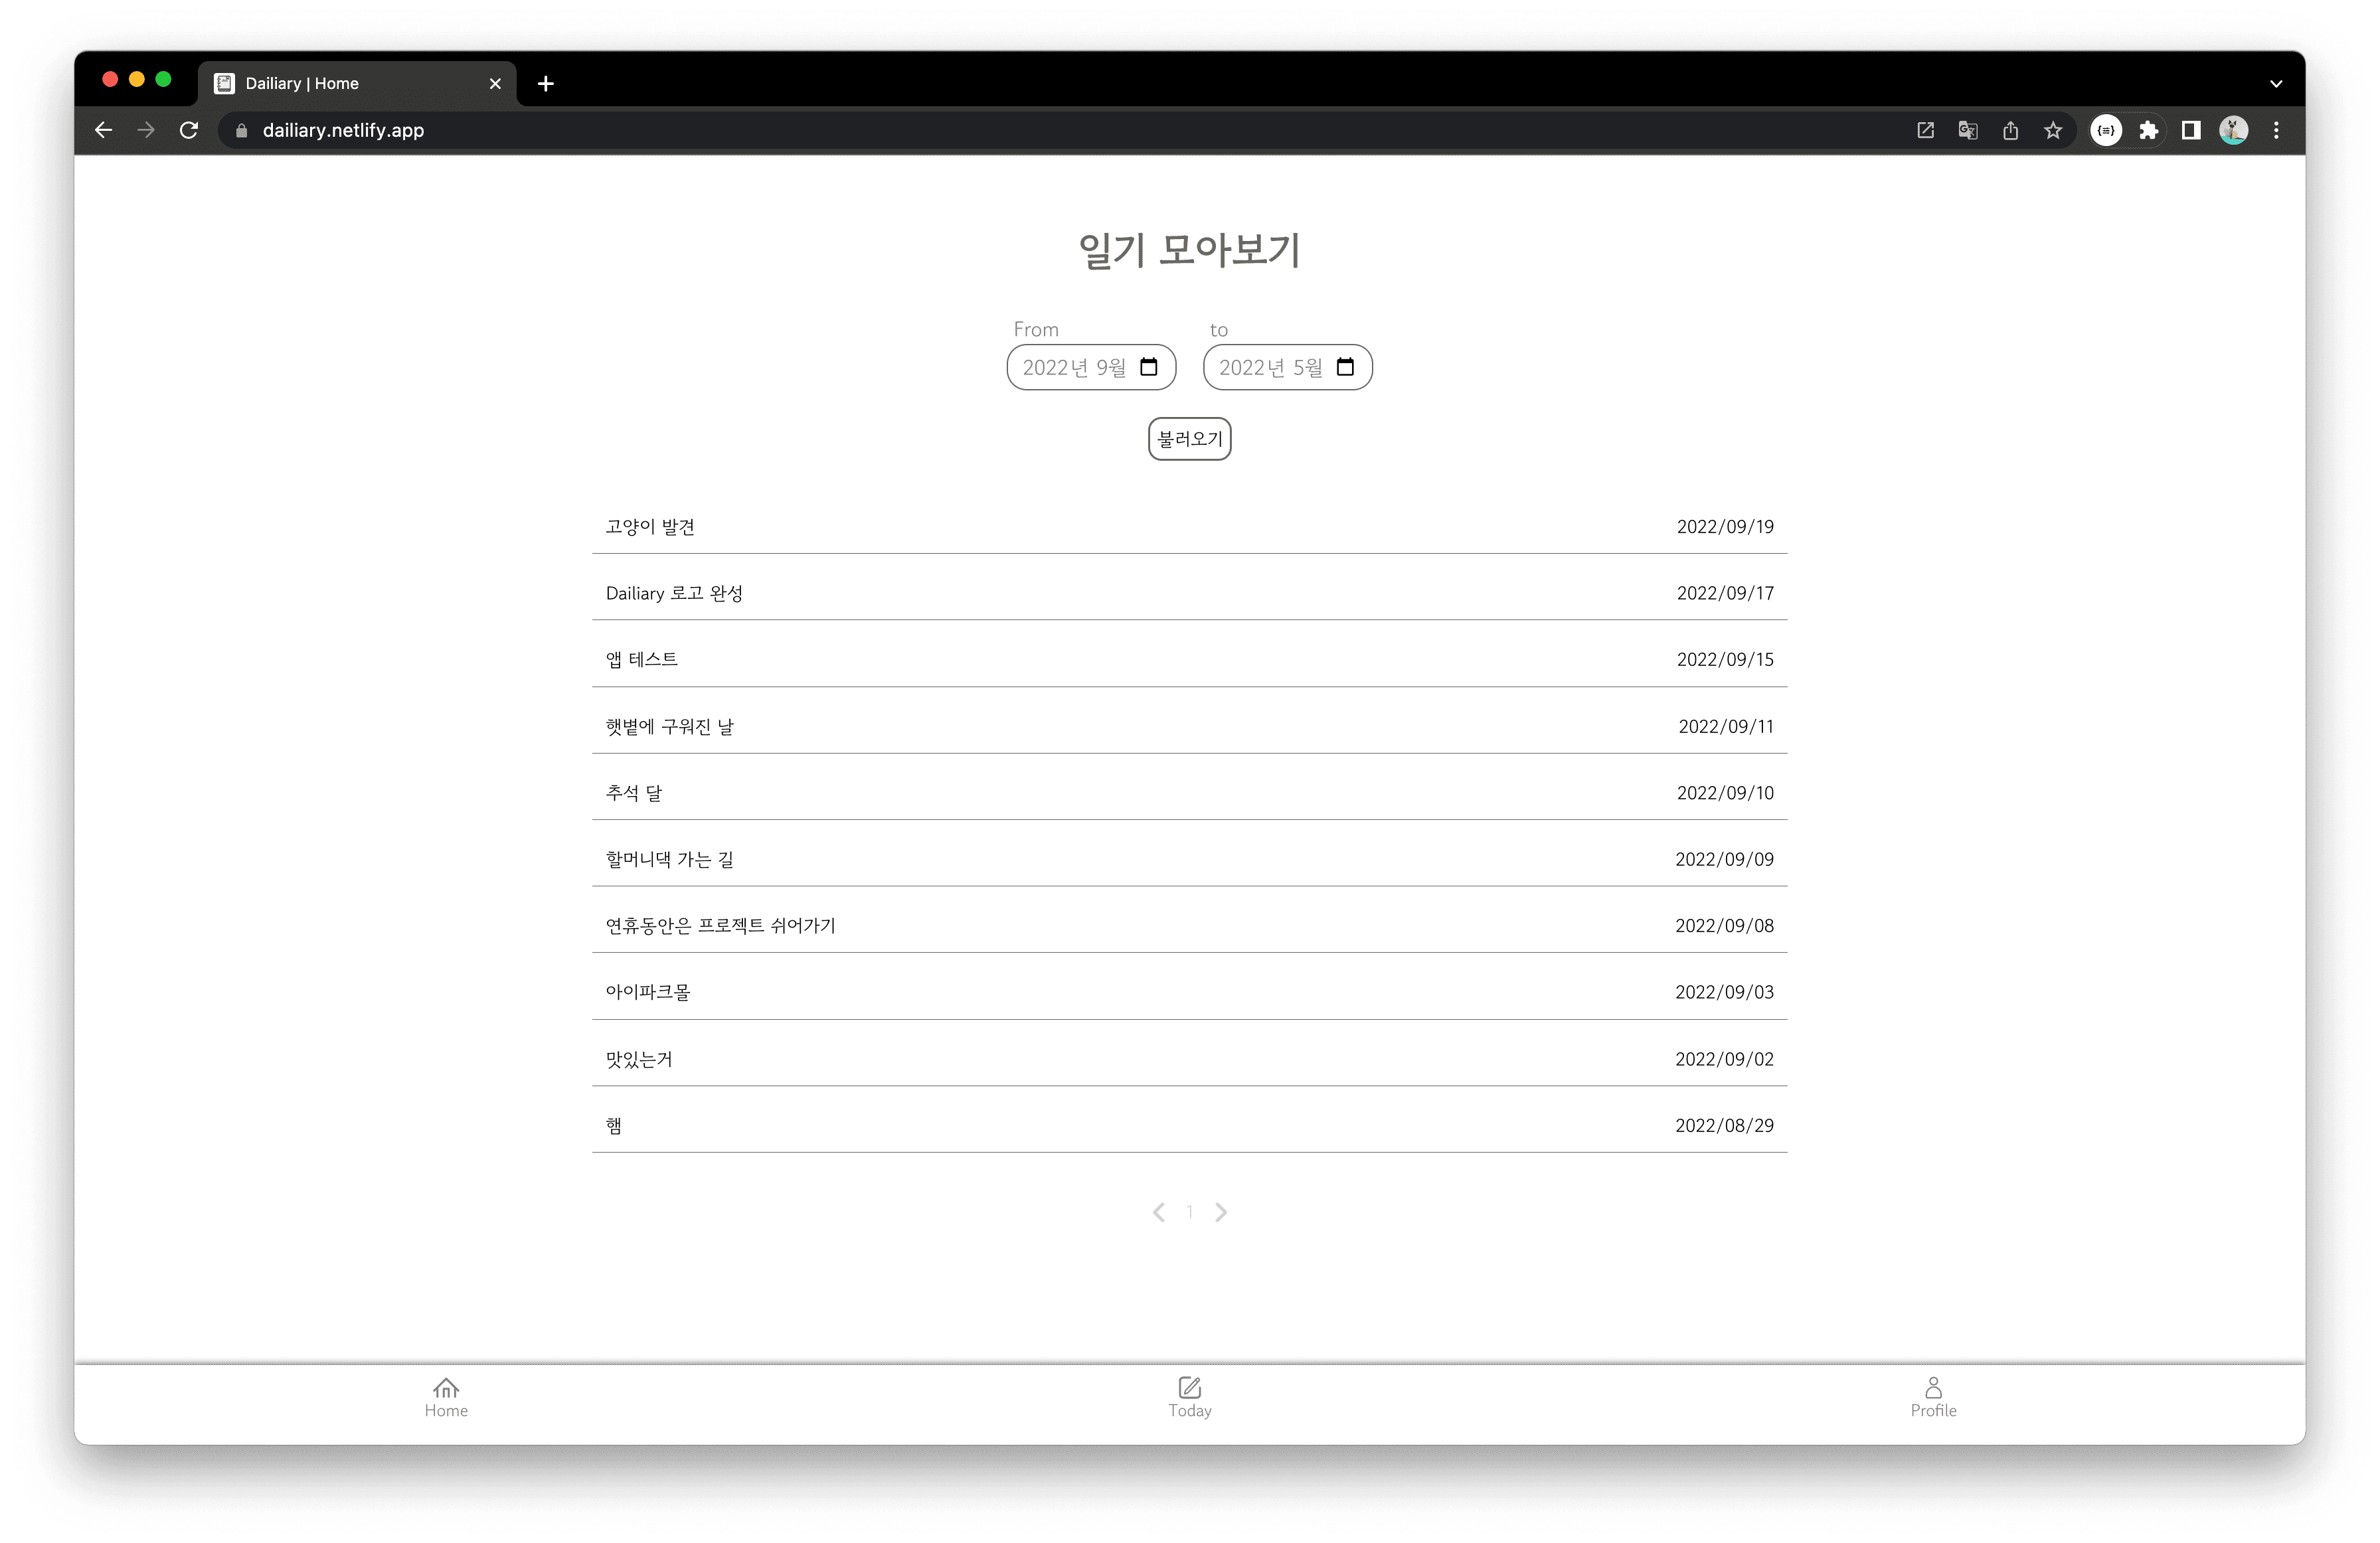 Dailiary | Home
dailiary.netlify.app
일기 모아보기
From to
2022년 9월 2022년 5월
불러오기
고양이 발견 2022/09/19
Dailiary 로고 완성 2022/09/17
앱 테스트 2022/09/15
햇볕에 구워진 날 2022/09/11
추석 달 2022/09/10
할머니댁 가는 길 2022/09/09
연휴동안은 프로젝트 쉬어가기 2022/09/08
아이파크몰 2022/09/03
맛있는거 2022/09/02
햄 2022/08/29
1
Home Today Profile